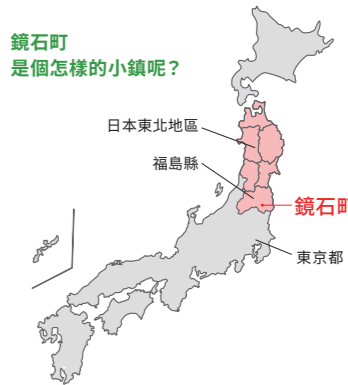 鏡石町
是個怎樣的小鎮呢？
日本東北地區
福島縣
鏡石町
東京都